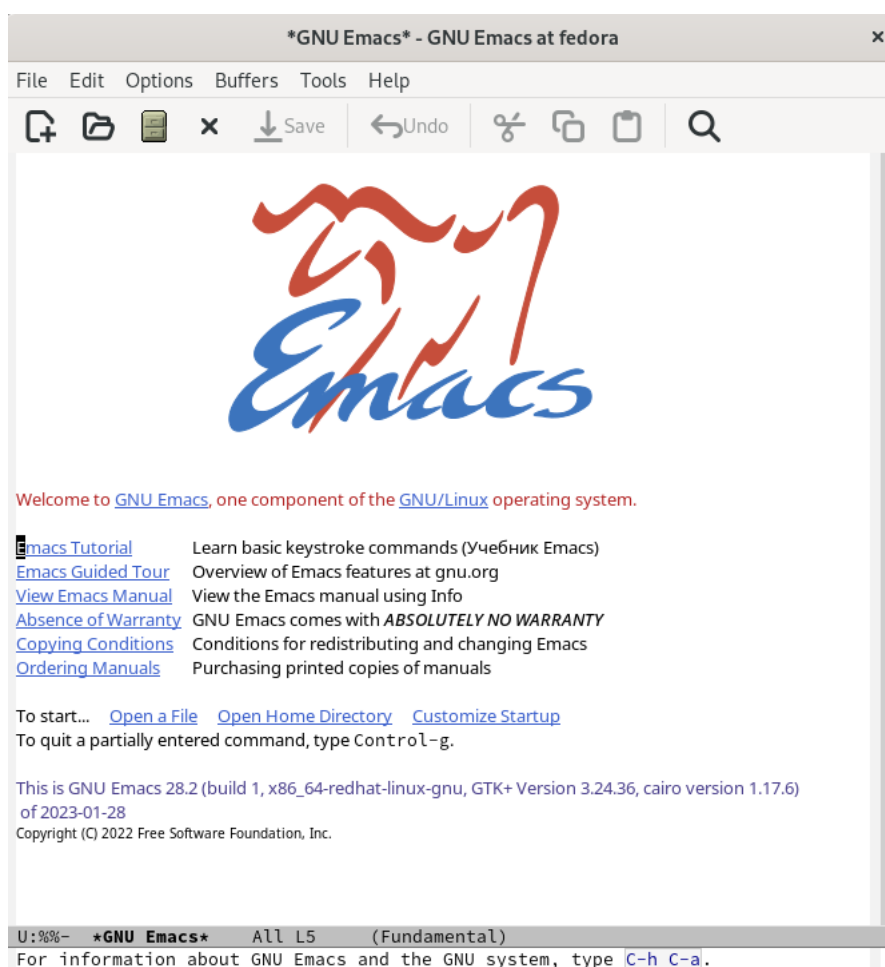 *GNU Emacs* - GNU Emacs at fedora
File Edit Options Buffers Tools Help
Save Undo
Emacs
Welcome to GNU Emacs, one component of the GNU/Linux operating system.
Emacs Tutorial Learn basic keystroke commands (Учебник Emacs)
Emacs Guided Tour Overview of Emacs features at gnu.org
View Emacs Manual View the Emacs manual using Info
Absence of Warranty GNU Emacs comes with ABSOLUTELY NO WARRANTY
Copying Conditions Conditions for redistributing and changing Emacs
Ordering Manuals Purchasing printed copies of manuals
To start... Open a File Open Home Directory Customize Startup
To quit a partially entered command, type Control-g.
This is GNU Emacs 28.2 (build 1, x86_64-redhat-linux-gnu, GTK+ Version 3.24.36, cairo version 1.17.6)
of 2023-01-28
Copyright (C) 2022 Free Software Foundation, Inc.
U:%%- *GNU Emacs* All L5 (Fundamental)
For information about GNU Emacs and the GNU system, type C-h C-a.